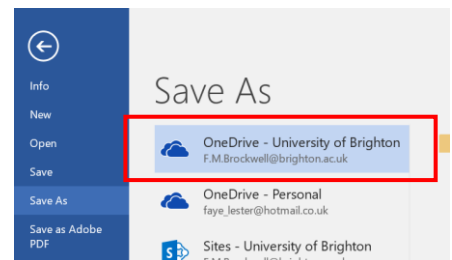 Info
New
Open
Save
Save As
Save as Adobe
PDF
Save As
OneDrive - University of Brighton
F.M.Brockwell@brighton.ac.uk
OneDrive - Personal
faye_lester@hotmail.co.uk
Sites - University of Brighton